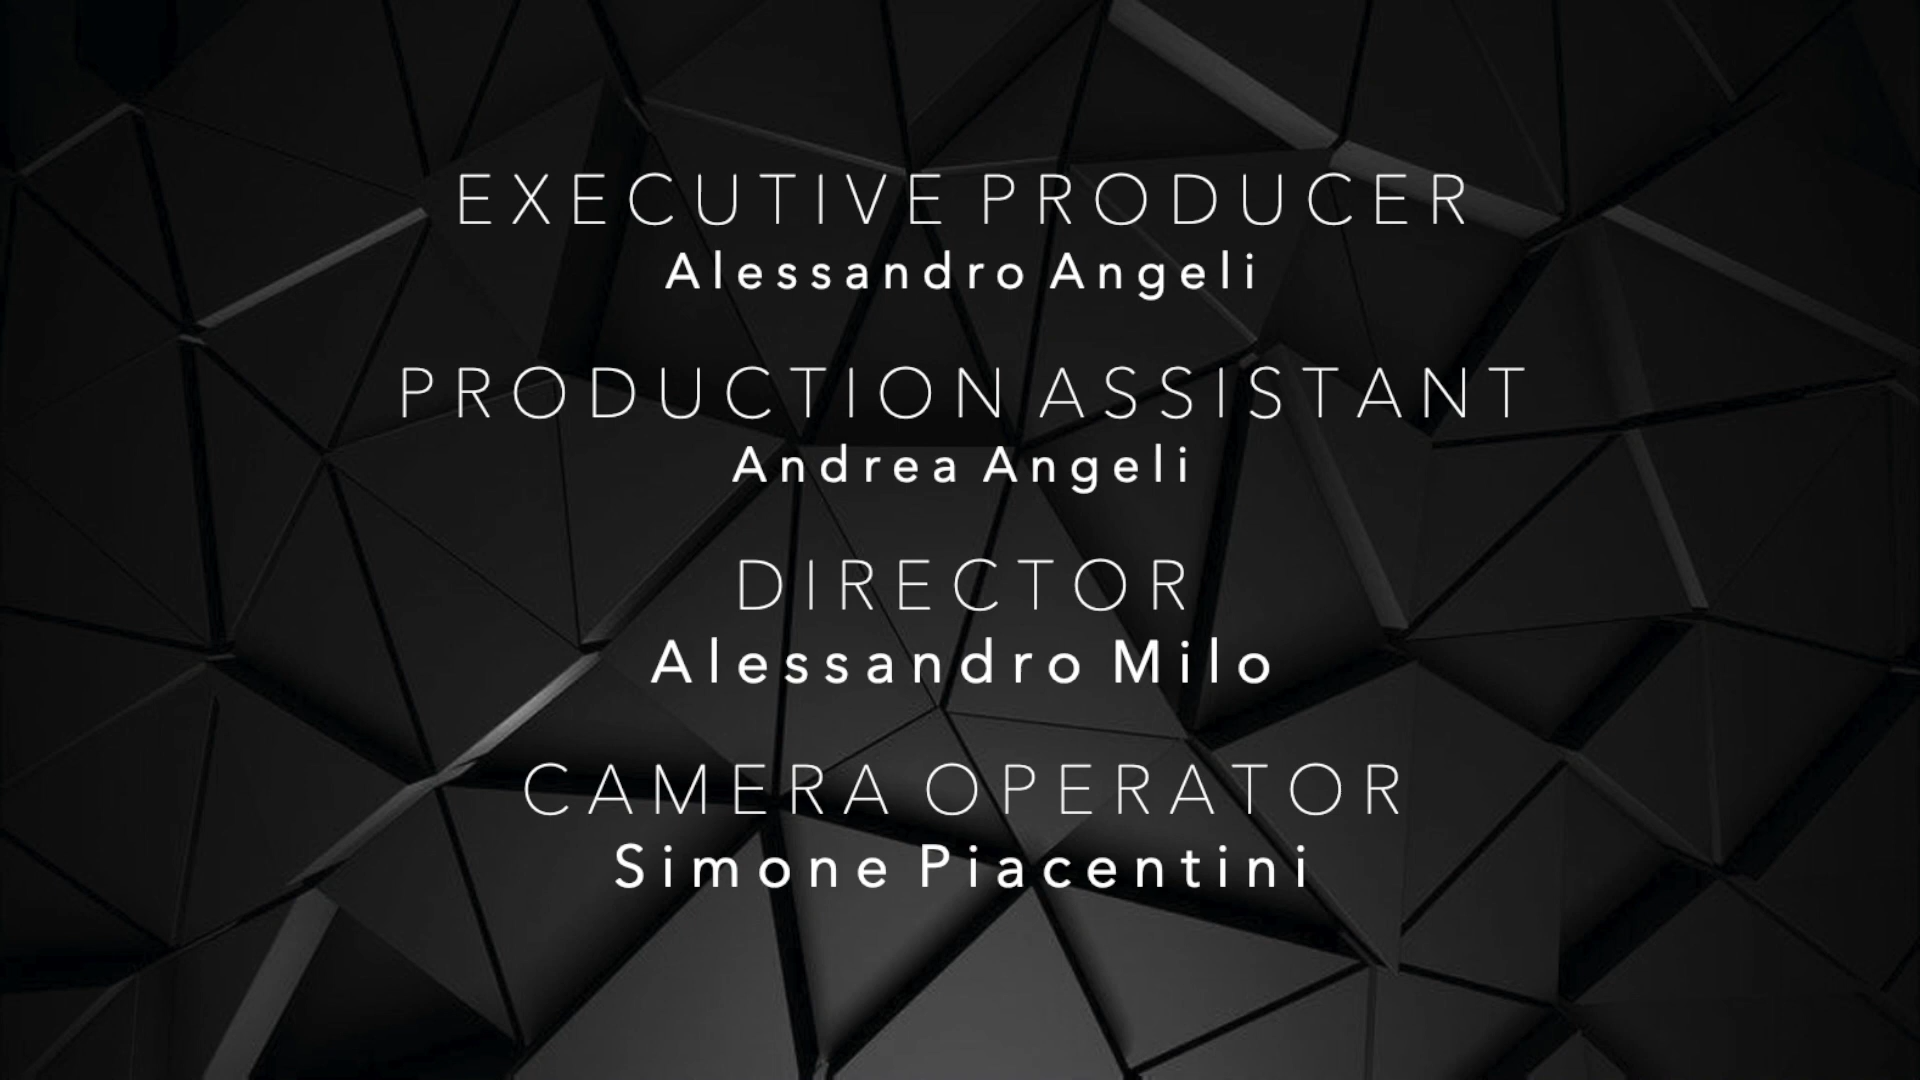 EXECUTIVE PRODUCER
Alessandro Angeli
PRODUCTION ASSISTANT
Andrea Angeli
DIRECTOR
Alessandro Milo
CAMERA OPERATOR
Simone Piacentini